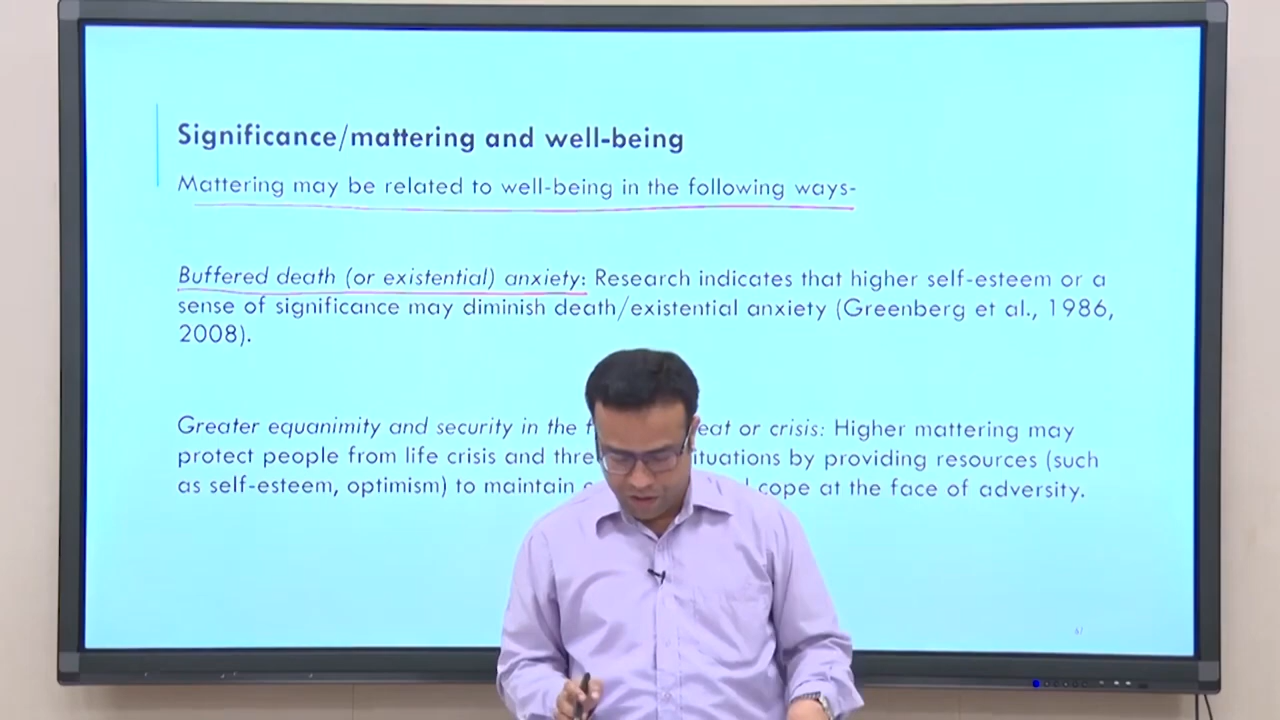 Significance/mattering and well-being
Mattering may be related to well-being in the following ways-
Buffered death (or existential) anxiety: Research indicates that higher self-esteem or a
sense of significance may diminish death/existential anxiety (Greenberg et al., 1986,
2008).
Greater equanimity and security in the eat or crisis: Higher mattering may
protect people from life crisis and thre ituations by providing resources (such
as self-esteem, optimism) to maintain cope at the face of adversity.